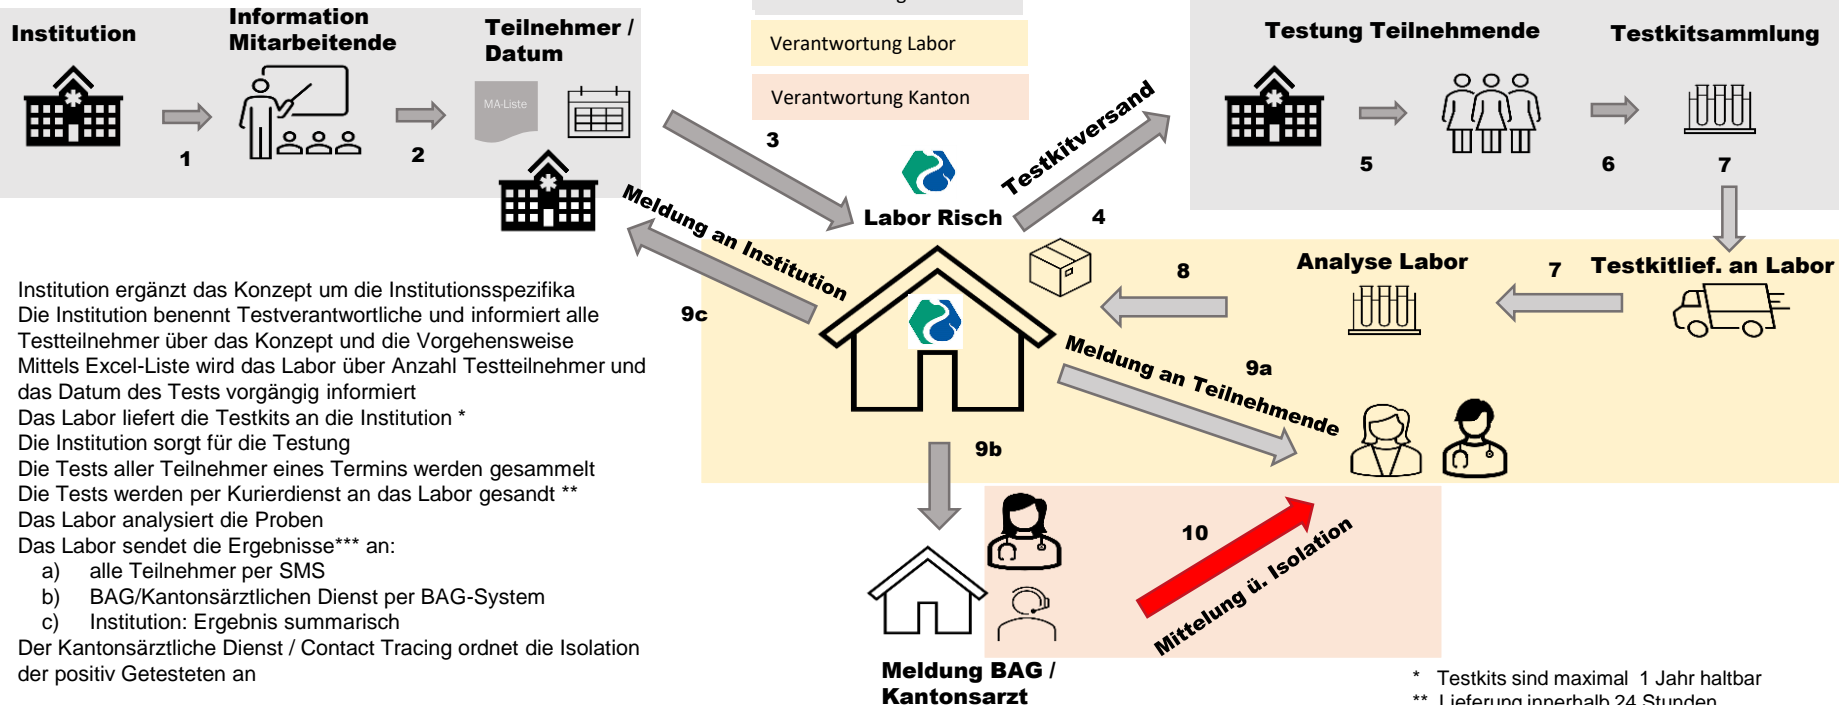 Institution
Information
Mitarbeitende
Teilnehmer /
Datum
MA-Liste
1
2
3
Verantwortung Labor
Verantwortung Kanton
Testkitversand
4
Labor Risch
Testung Teilnehmende
Testkitsammlung
5
6
7
Testkitlief. an Labor
7
Analyse Labor
8
Meldung an Institution
9c
Meldung an Teilnehmende
9a
9b
10
Mittelung ü. Isolation
Meldung BAG /
Kantonsarzt
Institution ergänzt das Konzept um die Institutionsspezifika
Die Institution benennt Testverantwortliche und informiert alle
Testteilnehmer über das Konzept und die Vorgehensweise
Mittels Excel-Liste wird das Labor über Anzahl Testteilnehmer und
das Datum des Tests vorgängig informiert
Das Labor liefert die Testkits an die Institution *
Die Institution sorgt für die Testung
Die Tests aller Teilnehmer eines Termins werden gesammelt
Die Tests werden per Kurierdienst an das Labor gesandt **
Das Labor analysiert die Proben
Das Labor sendet die Ergebnisse*** an:
a) alle Teilnehmer per SMS
b) BAG/Kantonsärztlichen Dienst per BAG-System
c) Institution: Ergebnis summarisch
Der Kantonsärztliche Dienst / Contact Tracing ordnet die Isolation
der positiv Getesteten an
* Testkits sind maximal 1 Jahr haltbar
** Lieferung innerhalb 24 Stunden